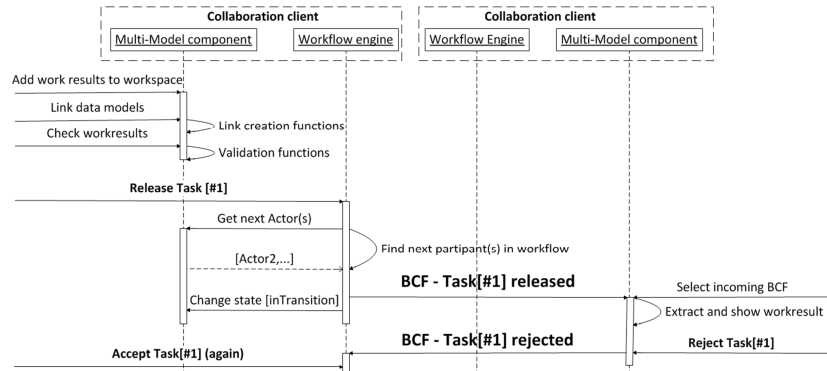 Collaboration client
Collaboration client
Multi-Model component
Workflow engine
Workflow Engine
Multi-Model component
Add work results to workspace
Link data models
Link creation functions
Check workresults
Validation functions
Release Task [#1]
Get next Actor(s)
Find next partipant(s) in workflow
[Actor2,...]
BCF - Task[#1] released
Select incoming BCF
Change state [inTransition]
Extract and show workresult
BCF - Task[#1] rejected
Reject Task[#1]
Accept Task[#1] (again)